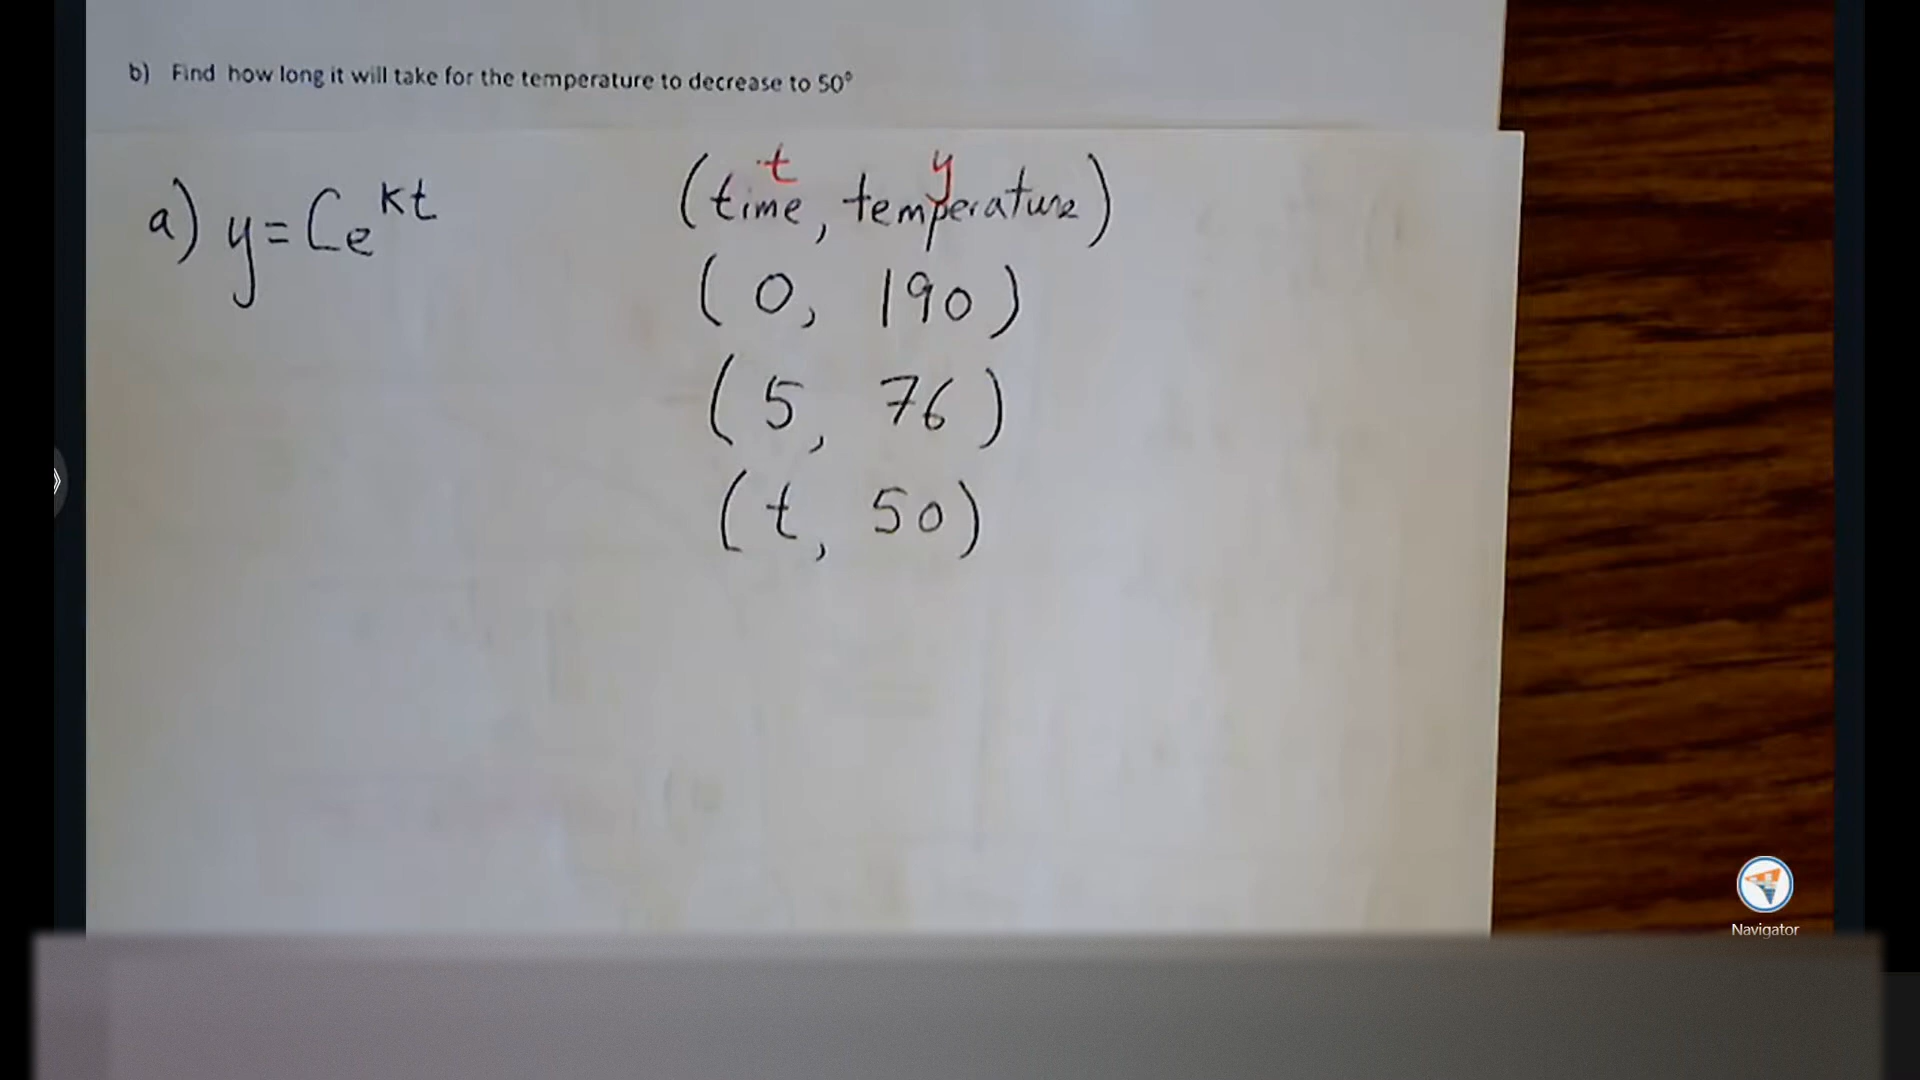 b) Find how long it will take for the temperature to decrease to 50°
a) y=Ce^kt
t y
(time, temperature)
(0, 190)
(5, 76)
(t, 50)
Navigator